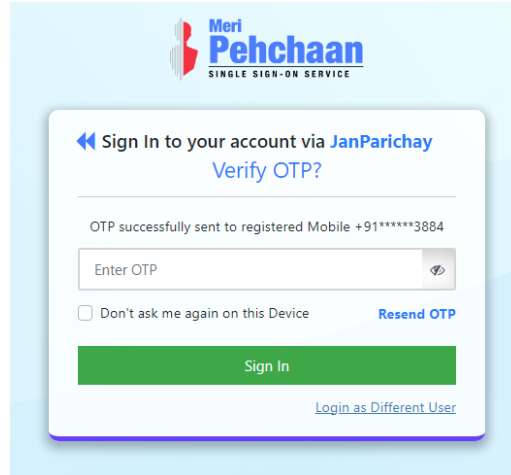 Meri
Pehchaan
SINGLE SIGN-ON SERVICE
Sign In to your account via JanParichay
Verify OTP?
OTP successfully sent to registered Mobile +91******3884
Enter OTP
Don't ask me again on this Device
Resend OTP
Sign In
Login as Different User